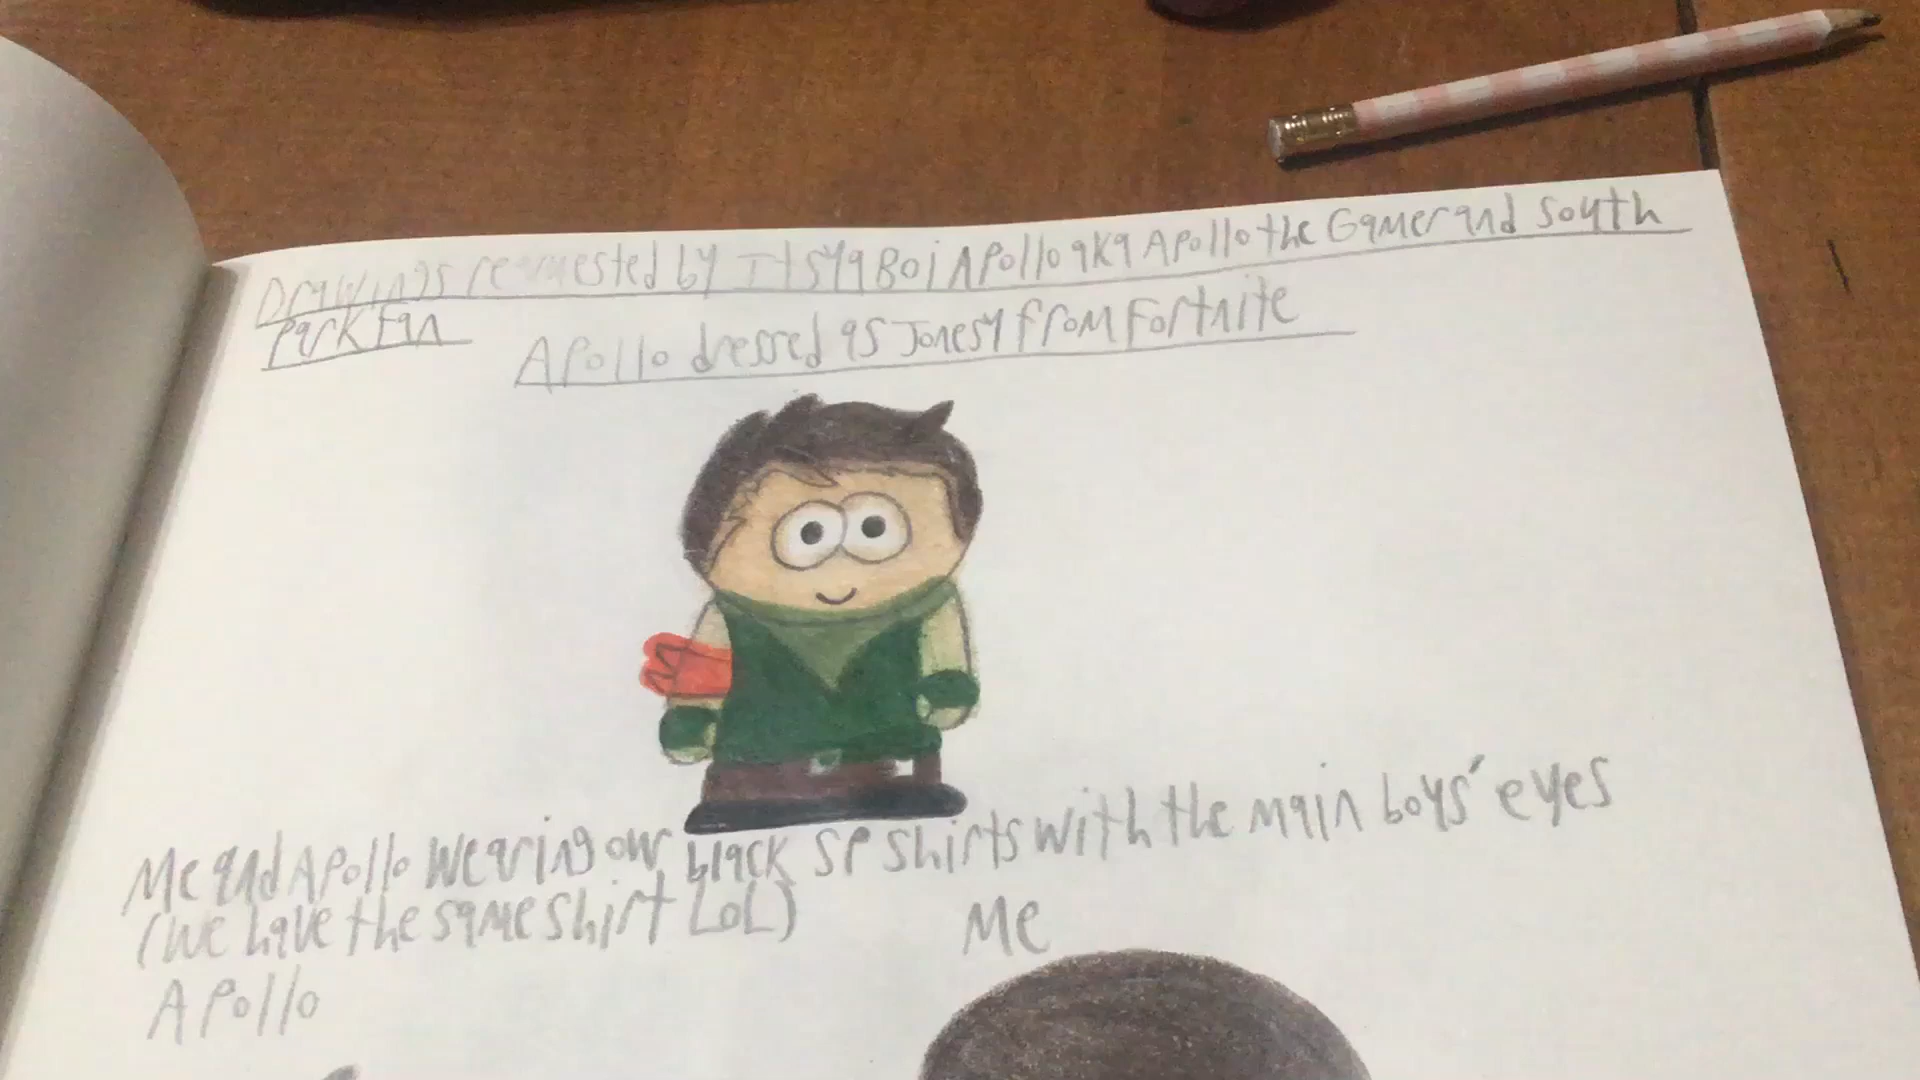 Drawings requested by ItsyaBoiApollo aka Apollo the Gamer and South
Park Fan
Apollo dressed as Jonesy from Fortnite
Me and Apollo wearing our black SP shirts with the main boys' eyes
(we have the same shirt LoL)
Me
Apollo